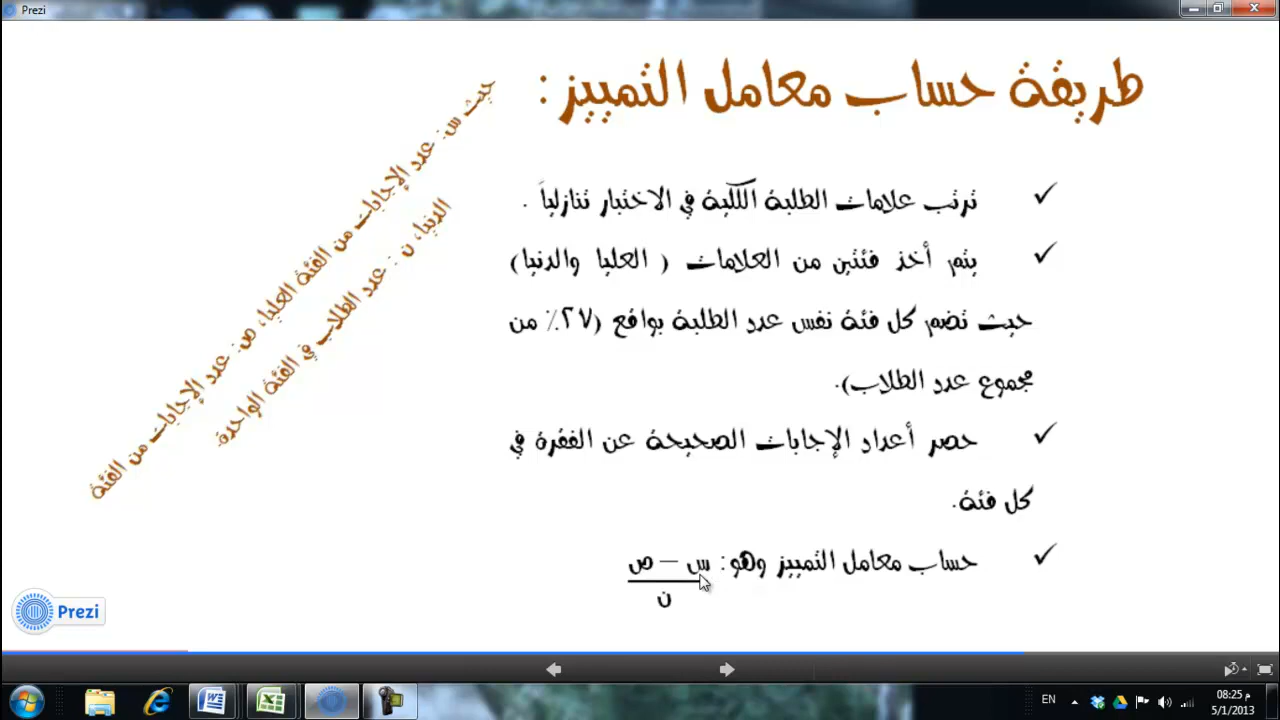 Prezi
طريقة حساب معامل التمييز :
✓ ترتب علامات الطلبة الكلية في الاختبار تنازلياً .
✓ يتم أخذ فئتين من العلامات ( العليا والدنيا)
حيث تضم كل فئة نفس عدد الطلبة بواقع (٢٧٪ من
مجموع عدد الطلاب).
✓ حصر أعداد الإجابات الصحيحة عن الفقرة في
كل فئة.
✓ حساب معامل التمييز وهو: س – ص
ن
حيث س: عدد الإجابات من الفئة العليا، ص: عدد الإجابات من الفئة
الدنيا، ن : عدد الطلاب في الفئة الواحدة.
Prezi
EN
08:25 م
5/1/2013